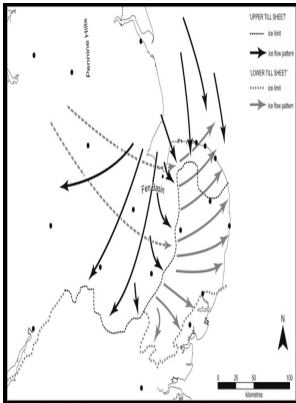 'UPPER TILL SHEET'
ice limit
ice flow pattern
'LOWER TILL SHEET'
ice limit
ice flow pattern
Pennine Hills
Fen Basin
N
0 25 50 100
kilometres